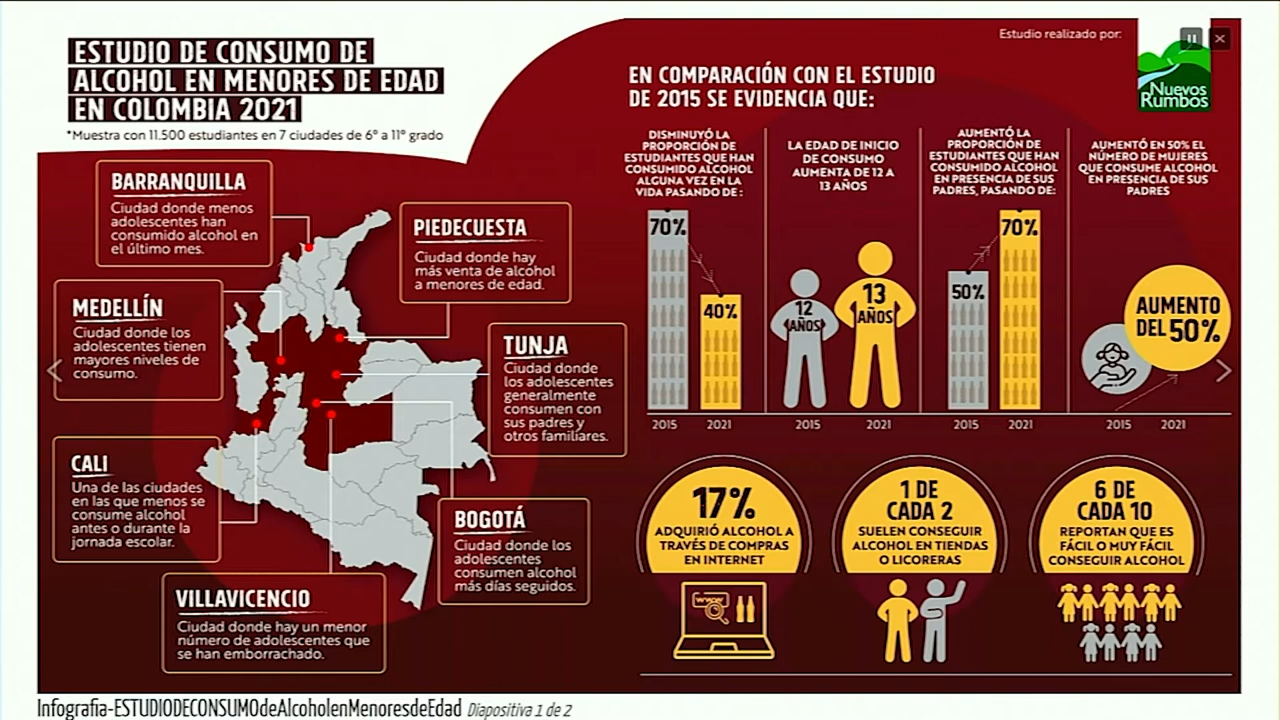 ESTUDIO DE CONSUMO DE
ALCOHOL EN MENORES DE EDAD
EN COLOMBIA 2021
*Muestra con 11.500 estudiantes en 7 ciudades de 6° a 11° grado
BARRANQUILLA
Ciudad donde menos
adolescentes han
consumido alcohol en
el último mes.
PIEDECUESTA
Ciudad donde hay
más venta de alcohol
a menores de edad.
MEDELLÍN
Ciudad donde los
adolescentes tienen
mayores niveles de
consumo.
TUNJA
Ciudad donde
los adolescentes
generalmente
consumen con
sus padres y
otros familiares.
CALI
Una de las ciudades
en las que menos se
consume alcohol
antes o durante la
jornada escolar.
BOGOTÁ
Ciudad donde los
adolescentes
consumen alcohol
más días seguidos.
VILLAVICENCIO
Ciudad donde hay un menor
número de adolescentes que
se han emborrachado.
Estudio realizado por:
Nuevos
Rumbos
EN COMPARACIÓN CON EL ESTUDIO
DE 2015 SE EVIDENCIA QUE:
DISMINUYÓ LA
PROPORCIÓN DE
ESTUDIANTES QUE HAN
CONSUMIDO ALCOHOL
ALGUNA VEZ EN LA
VIDA PASANDO DE :
70%
40%
2015
2021
LA EDAD DE INICIO
DE CONSUMO
AUMENTA DE 12 A
13 AÑOS
12
AÑOS
13
AÑOS
2015
2021
AUMENTÓ LA
PROPORCIÓN DE
ESTUDIANTES QUE HAN
CONSUMIDO ALCOHOL
EN PRESENCIA DE SUS
PADRES, PASANDO DE:
50%
70%
2015
2021
AUMENTÓ EN 50% EL
NÚMERO DE MUJERES
QUE CONSUME ALCOHOL
EN PRESENCIA DE SUS
PADRES
AUMENTO
DEL 50%
2015
2021
17%
ADQUIRIÓ ALCOHOL A
TRAVÉS DE COMPRAS
EN INTERNET
WWW
1 DE
CADA 2
SUELEN CONSEGUIR
ALCOHOL EN TIENDAS
O LICORERAS
6 DE
CADA 10
REPORTAN QUE ES
FÁCIL O MUY FÁCIL
CONSEGUIR ALCOHOL
Infografia-ESTUDIODECONSUMOdeAlcoholenMenoresdeEdad Diapositiva 1 de 2